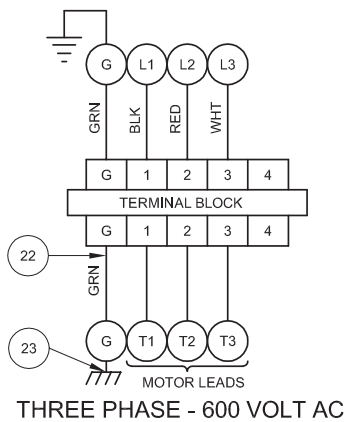 G L1 L2 L3
GRN BLK RED WHT
G 1 2 3 4
TERMINAL BLOCK
G 1 2 3 4
22
GRN
23
G T1 T2 T3
MOTOR LEADS
THREE PHASE - 600 VOLT AC